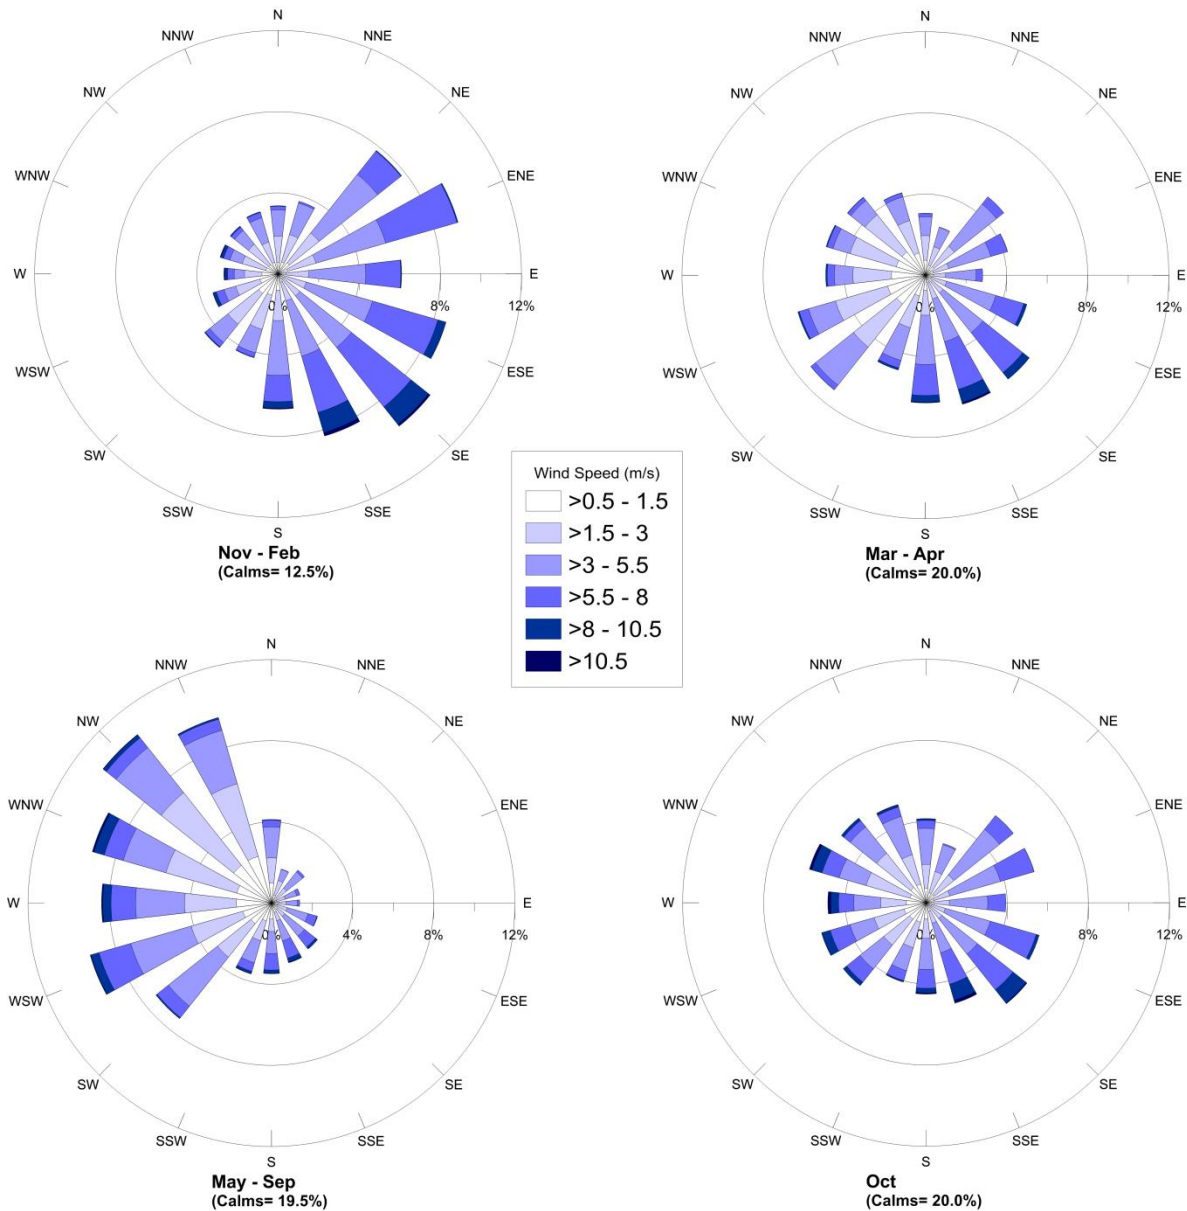 N
NNW
NNE
NW
NE
WNW
ENE
W
E
0%
8%
12%
WSW
ESE
SW
SE
SSW
SSE
S
Nov - Feb
(Calms= 12.5%)
N
NNW
NNE
NW
NE
WNW
ENE
W
E
0%
8%
12%
WSW
ESE
SW
SE
SSW
SSE
S
Mar - Apr
(Calms= 20.0%)
Wind Speed (m/s)
>0.5 - 1.5
>1.5 - 3
>3 - 5.5
>5.5 - 8
>8 - 10.5
>10.5
N
NNW
NNE
NW
NE
WNW
ENE
W
E
0%
4%
8%
12%
WSW
ESE
SW
SE
SSW
SSE
S
May - Sep
(Calms= 19.5%)
N
NNW
NNE
NW
NE
WNW
ENE
W
E
0%
8%
12%
WSW
ESE
SW
SE
SSW
SSE
S
Oct
(Calms= 20.0%)